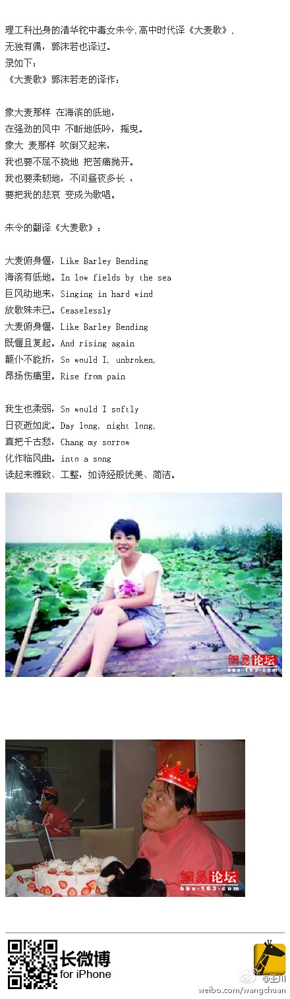 理工科出身的清华铊中毒女朱令,高中时代译《大麦歌》,
无独有偶，郭沫若也译过。
录如下：
《大麦歌》郭沫若老的译作：
象大麦那样 在海滨的低地，
在强劲的风中 不断地低吟，摇曳。
象大 麦那样 吹倒又起来，
我也要不屈不挠地 把苦痛抛开。
我也要柔韧地，不问昼夜多长 ，
要把我的悲哀 变成为歌唱。
朱令的翻译《大麦歌》：
大麦俯身偃，Like Barley Bending
海滨有低地。In low fields by the sea
巨风动地来，Singing in hard wind
放歌殊未已。Ceaselessly
大麦俯身偃，Like Barley Bending
既偃且复起。And rising again
颠仆不能折，So would I, unbroken,
昂扬伤痛里。Rise from pain
我生也柔弱，So would I softly
日夜逝如此。Day long, night long,
直把千古愁，Chang my sorrow
化作临风曲。into a song
读起来雅致、工整，如诗经般优美、简洁。
網易论坛
bbs·163.com
網易论坛
bbs·163.com
长微博
for iPhone
@王川
weibo.com/wangchuan